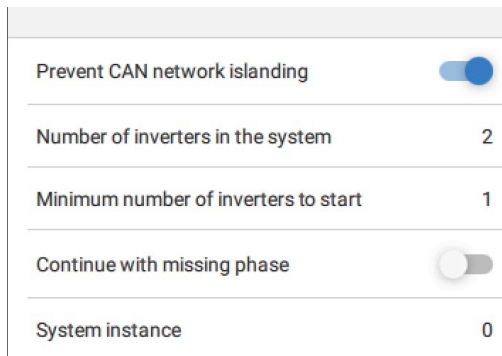 Prevent CAN network islanding
Number of inverters in the system 2
Minimum number of inverters to start 1
Continue with missing phase
System instance 0